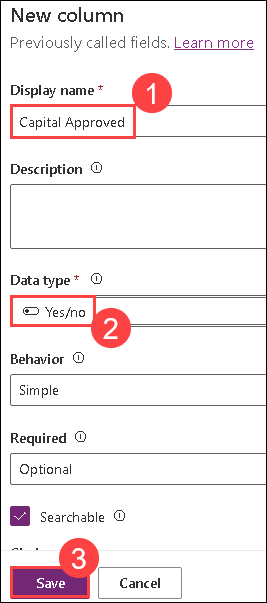 New column
Previously called fields. Learn more
Display name *
1
Capital Approved
Description
Data type *
Yes/no
2
Behavior
Simple
Required
Optional
Searchable
3
Save Cancel